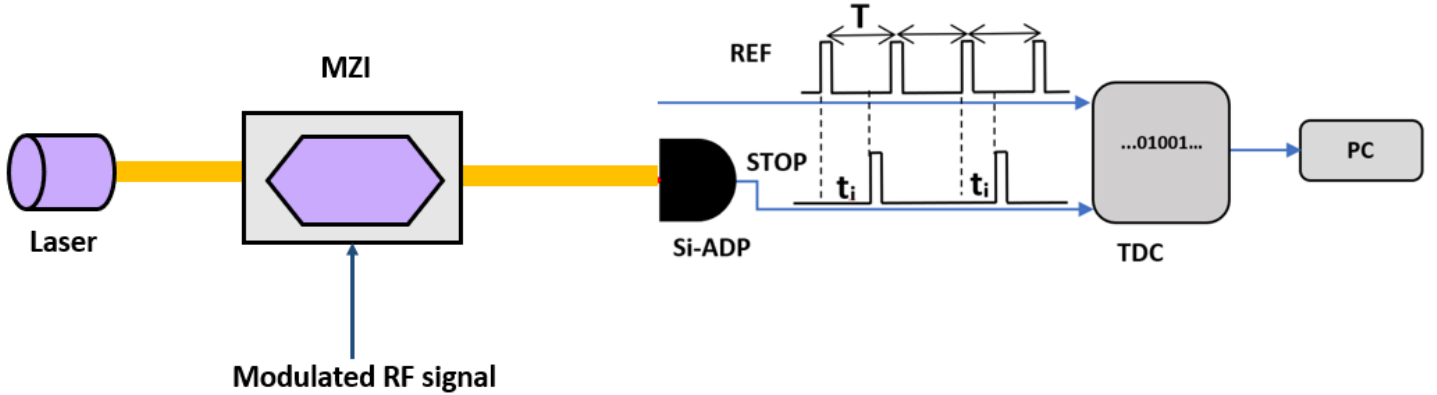 T
REF
MZI
...01001...
PC
STOP
ti
ti
Laser
Si-ADP
TDC
Modulated RF signal